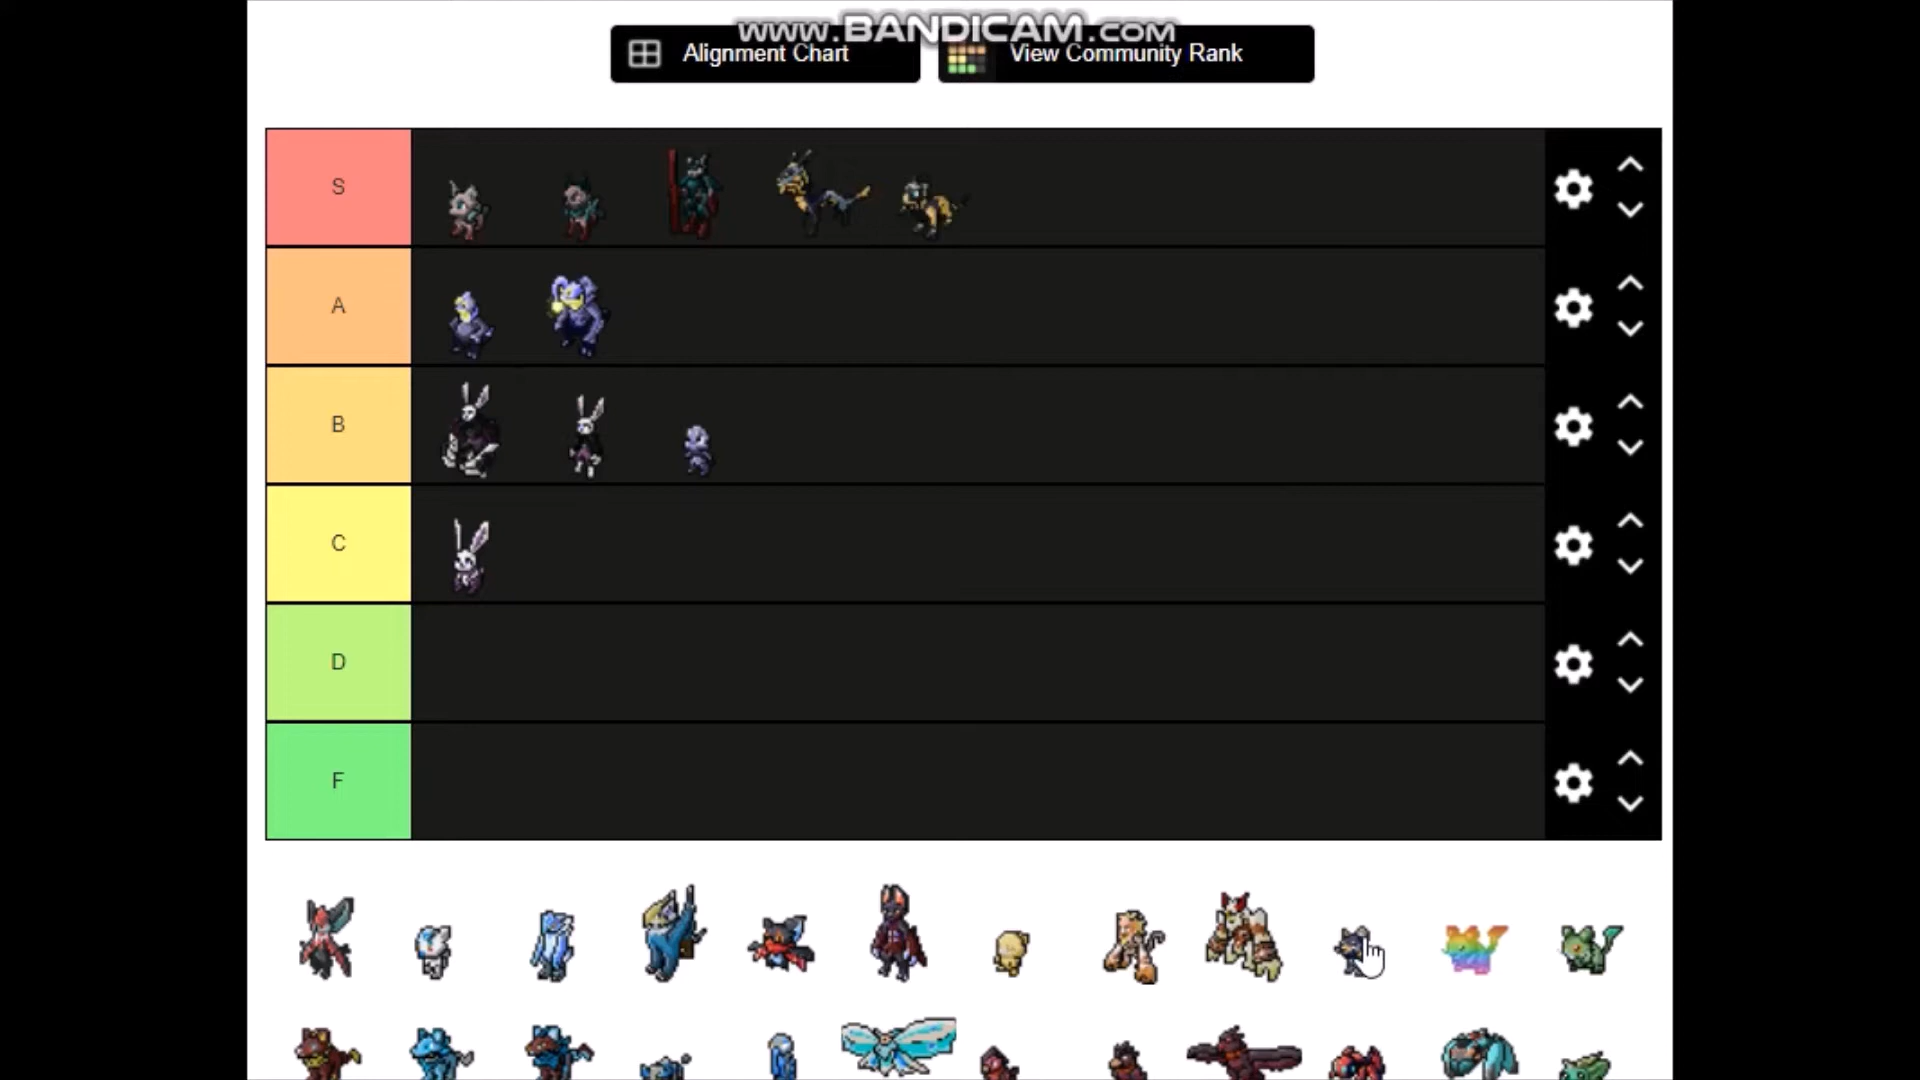 www.BANDICAM.com
Alignment Chart
View Community Rank
S
A
B
C
D
F